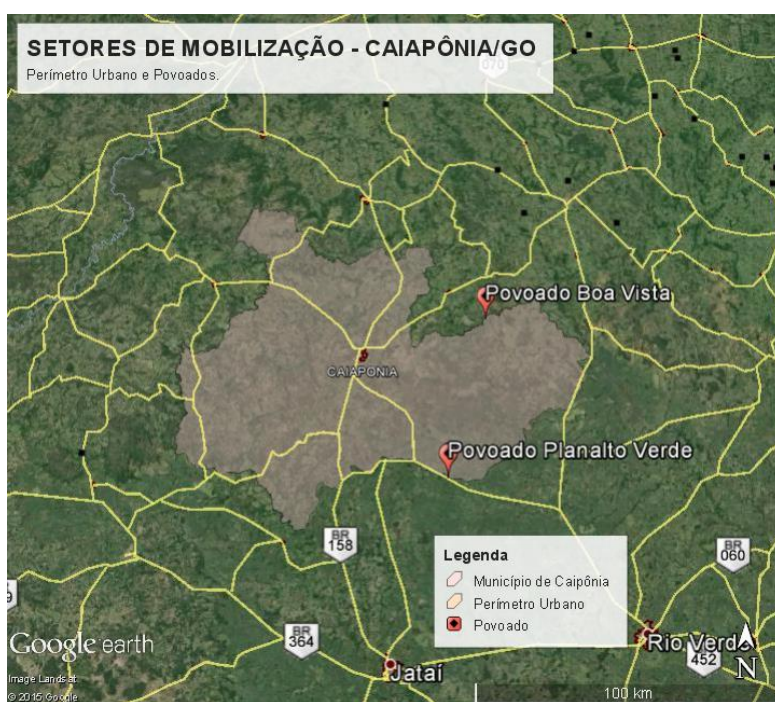 SETORES DE MOBILIZAÇÃO - CAIAPÔNIA/GO
Perímetro Urbano e Povoados.
070
Povoado Boa Vista
CAIAPONIA
Povoado Planalto Verde
BR
158
BR
060
Legenda
Município de Caipônia
Perímetro Urbano
Povoado
9
BR
364
Rio Verde
452
N
Google earth
Jataí
Image Landsat
© 2015 Google
100 km